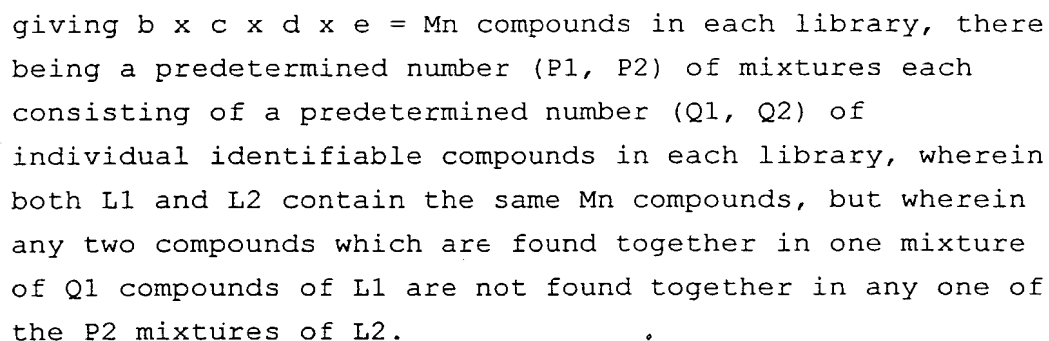 giving b x c x d x e = Mn compounds in each library, there
being a predetermined number (P1, P2) of mixtures each
consisting of a predetermined number (Q1, Q2) of
individual identifiable compounds in each library, wherein
both L1 and L2 contain the same Mn compounds, but wherein
any two compounds which are found together in one mixture
of Q1 compounds of L1 are not found together in any one of
the P2 mixtures of L2.